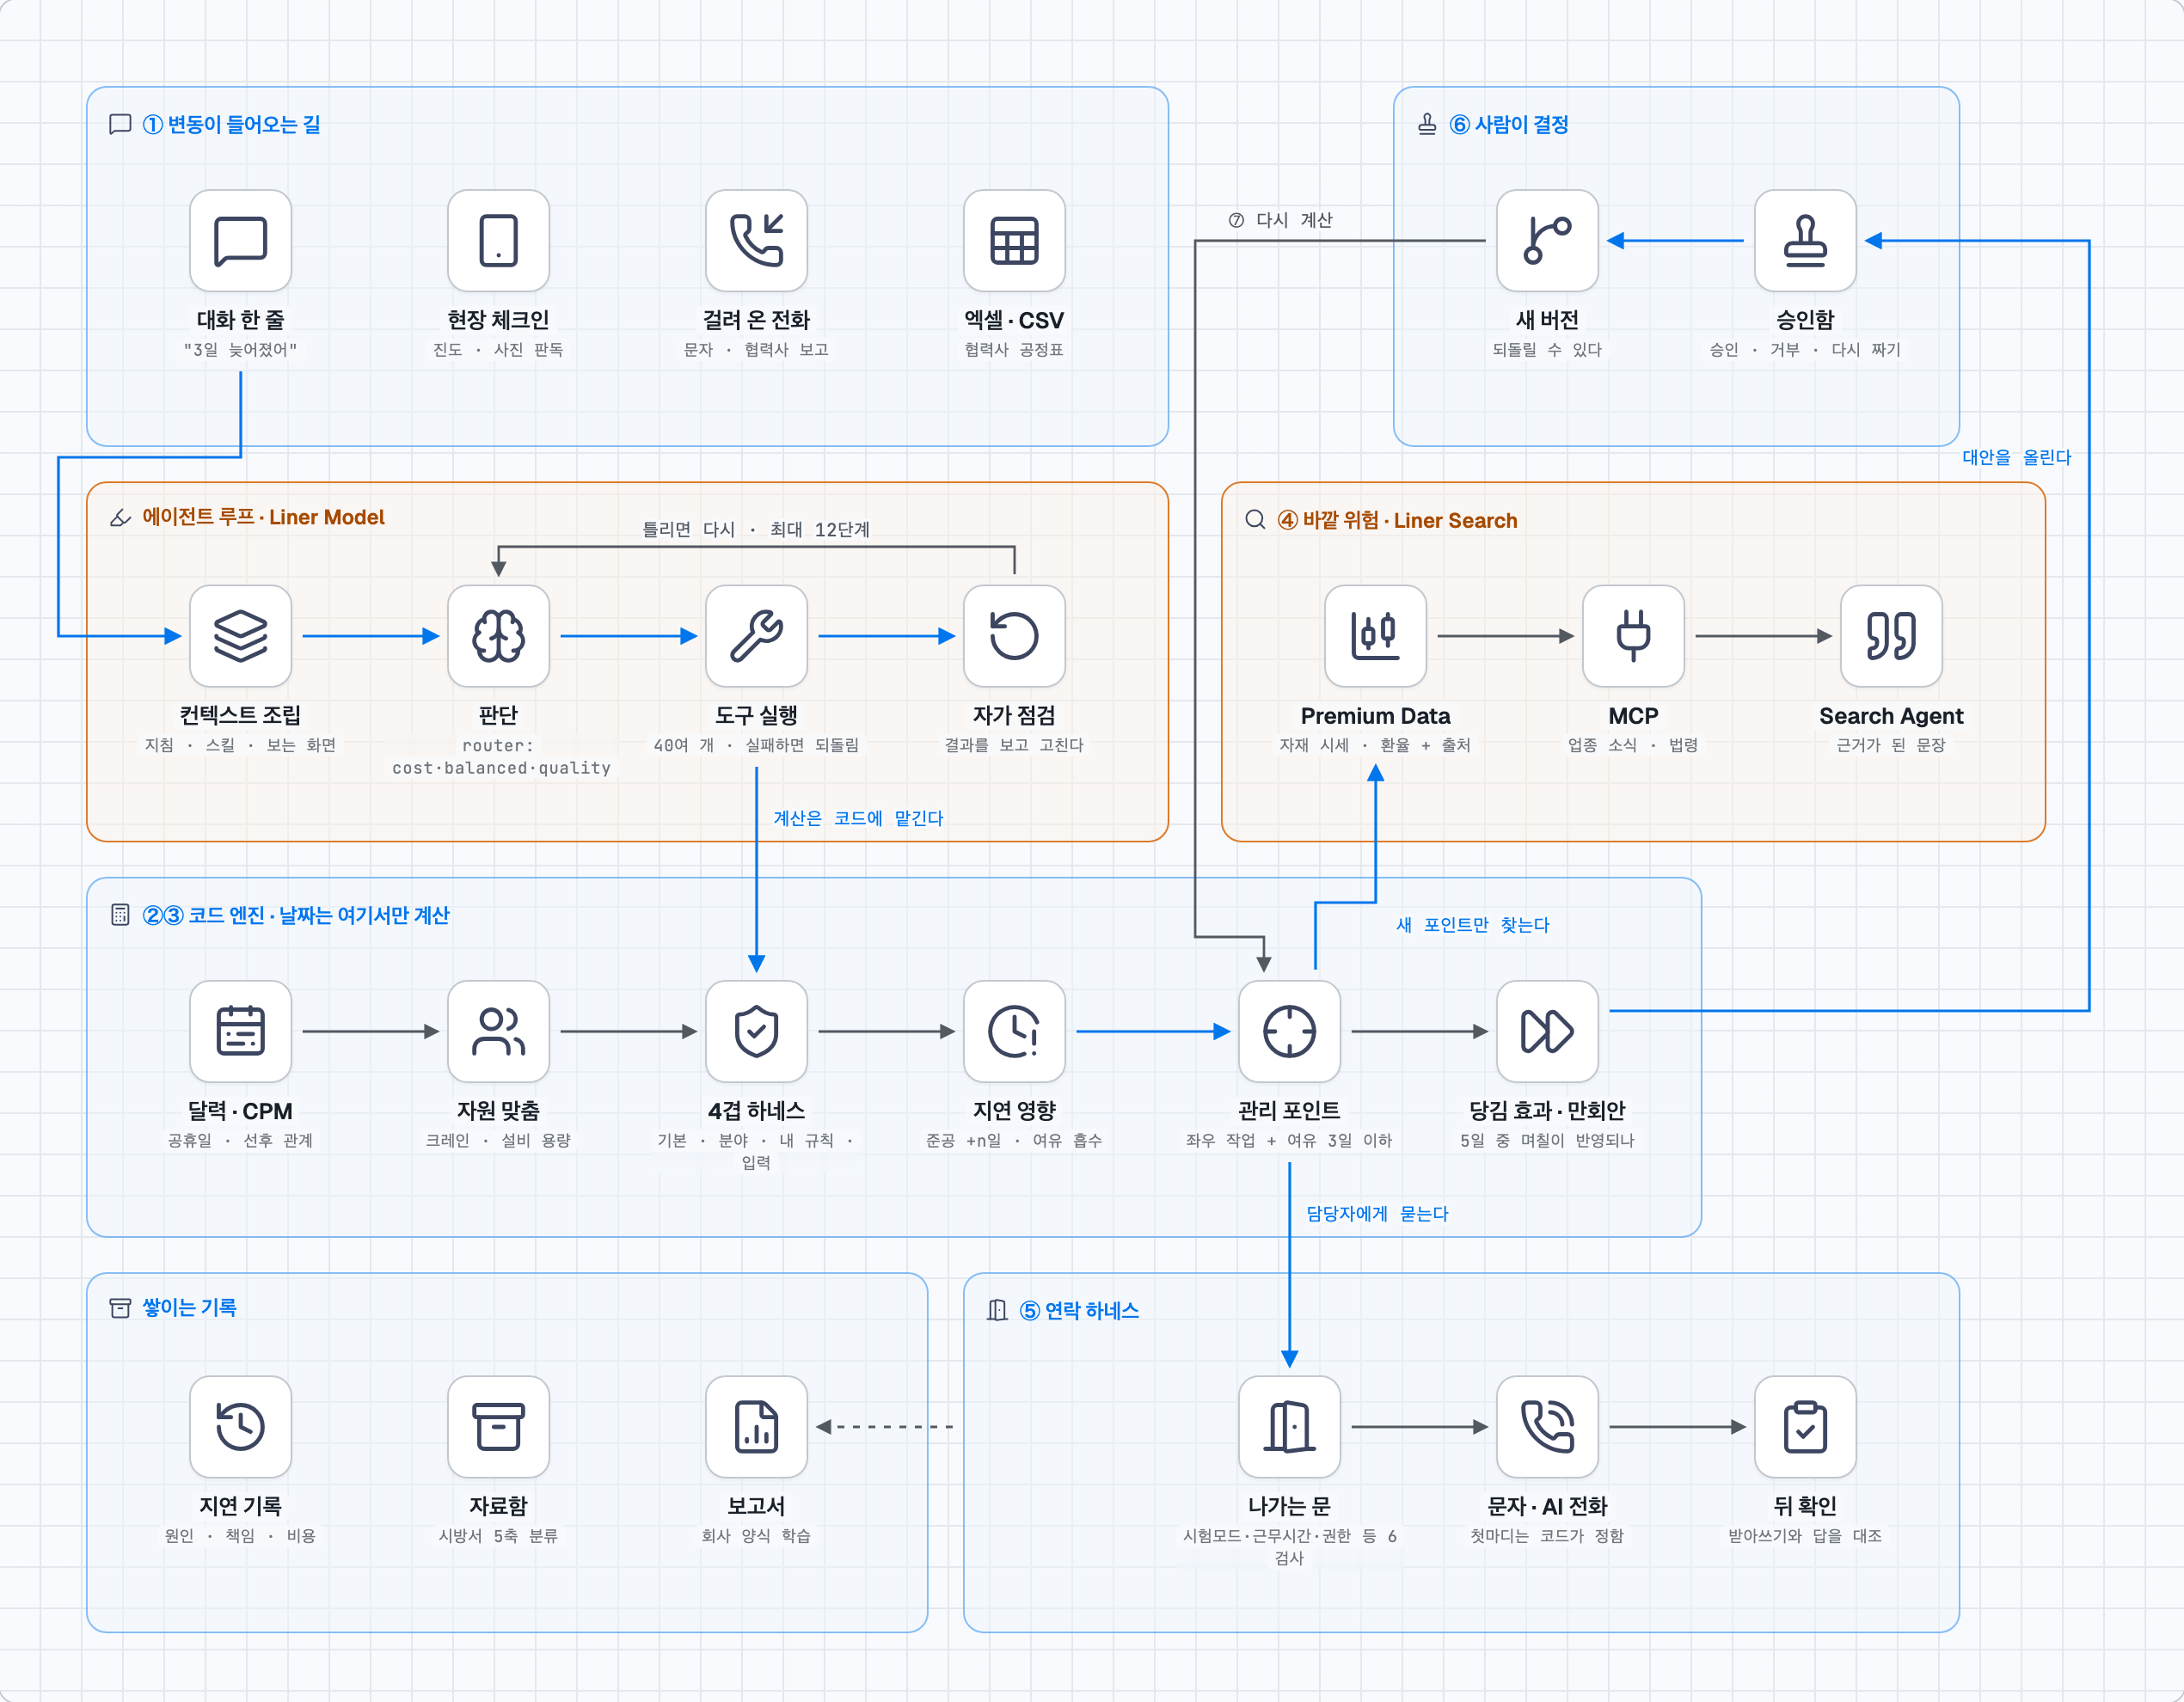 ① 변동이 들어오는 길
대화 한 줄
"3일 늦어졌어"
현장 체크인
진도 · 사진 판독
걸려 온 전화
문자 · 협력사 보고
엑셀 · CSV
협력사 공정표
⑥ 사람이 결정
⑦ 다시 계산
새 버전
되돌릴 수 있다
승인함
승인 · 거부 · 다시 짜기
대안을 올린다
에이전트 루프 · Liner Model
틀리면 다시 · 최대 12단계
컨텍스트 조립
지침 · 스킬 · 보는 화면
판단
router:
cost·balanced·quality
도구 실행
40여 개 · 실패하면 되돌림
자가 점검
결과를 보고 고친다
계산은 코드에 맡긴다
④ 바깥 위험 · Liner Search
Premium Data
자재 시세 · 환율 + 출처
MCP
업종 소식 · 법령
Search Agent
근거가 된 문장
②③ 코드 엔진 · 날짜는 여기서만 계산
새 포인트만 찾는다
달력 · CPM
공휴일 · 선후 관계
자원 맞춤
크레인 · 설비 용량
4겹 하네스
기본 · 분야 · 내 규칙 ·
입력
지연 영향
준공 +n일 · 여유 흡수
관리 포인트
좌우 작업 + 여유 3일 이하
당김 효과 · 만회안
5일 중 며칠이 반영되나
담당자에게 묻는다
쌓이는 기록
지연 기록
원인 · 책임 · 비용
자료함
시방서 5축 분류
보고서
회사 양식 학습
⑤ 연락 하네스
나가는 문
시험모드·근무시간·권한 등 6
검사
문자 · AI 전화
첫마디는 코드가 정함
뒤 확인
받아쓰기와 답을 대조